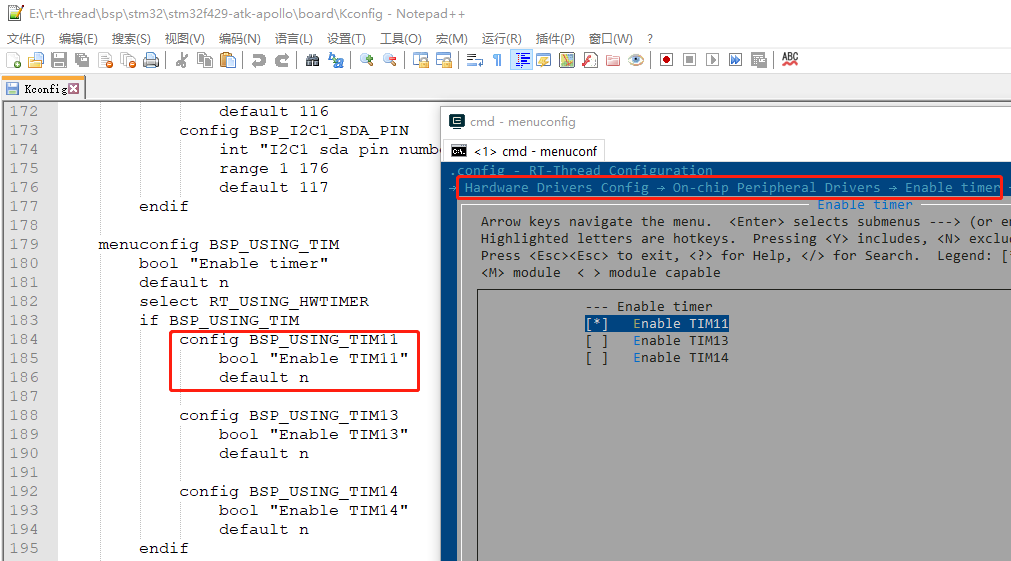 E:\rt-thread\bsp\stm32\stm32f429-atk-apollo\board\Kconfig - Notepad++
文件(F) 编辑(E) 搜索(S) 视图(V) 编码(N) 语言(L) 设置(T) 工具(O) 宏(M) 运行(R) 插件(P) 窗口(W) ?
ABC
Kconfig
172 default 116
173 config BSP_I2C1_SDA_PIN
174 int "I2C1 sda pin numb
175 range 1 176
176 default 117
177 endif
178
179 menuconfig BSP_USING_TIM
180 bool "Enable timer"
181 default n
182 select RT_USING_HWTIMER
183 if BSP_USING_TIM
184 config BSP_USING_TIM11
185 bool "Enable TIM11"
186 default n
187
188 config BSP_USING_TIM13
189 bool "Enable TIM13"
190 default n
191
192 config BSP_USING_TIM14
193 bool "Enable TIM14"
194 default n
195 endif
cmd - menuconfig
<1> cmd - menuconf
.config - RT-Thread Configuration
→ Hardware Drivers Config → On-chip Peripheral Drivers → Enable timer
Enable timer
Arrow keys navigate the menu. <Enter> selects submenus ---> (or e
Highlighted letters are hotkeys. Pressing <Y> includes, <N> exclu
Press <Esc><Esc> to exit, <?> for Help, </> for Search. Legend: [
<M> module < > module capable
--- Enable timer
[*] Enable TIM11
[ ] Enable TIM13
[ ] Enable TIM14